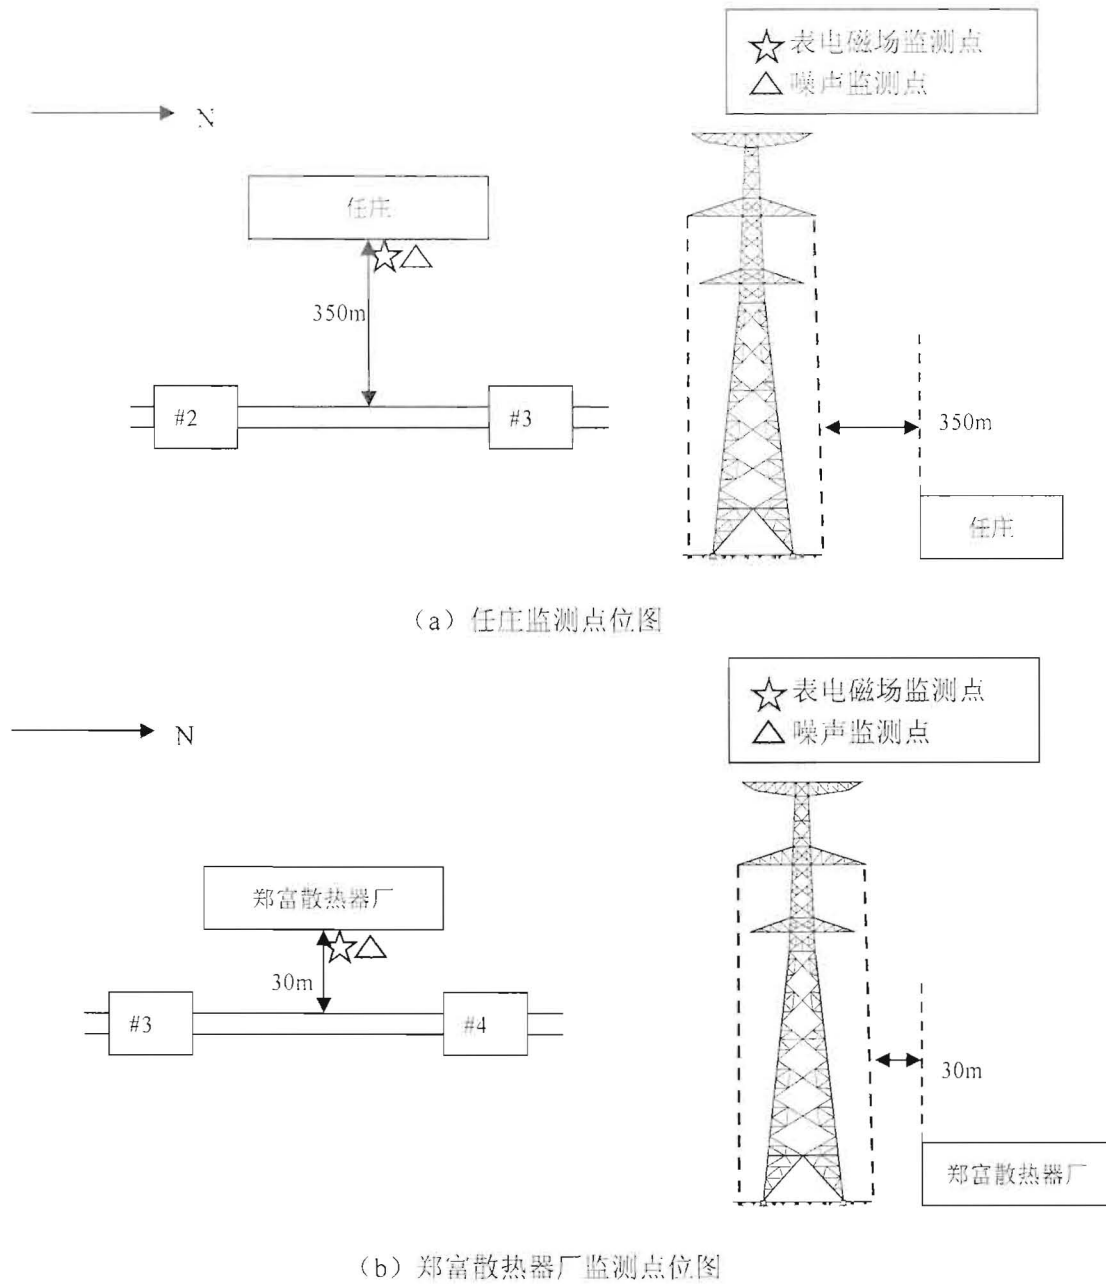 表电磁场监测点
噪声监测点
N
任庄
350m
#2
#3
350m
任庄
（a）任庄监测点位图
表电磁场监测点
噪声监测点
N
郑富散热器厂
30m
#3
#4
30m
郑富散热器厂
（b）郑富散热器厂监测点位图